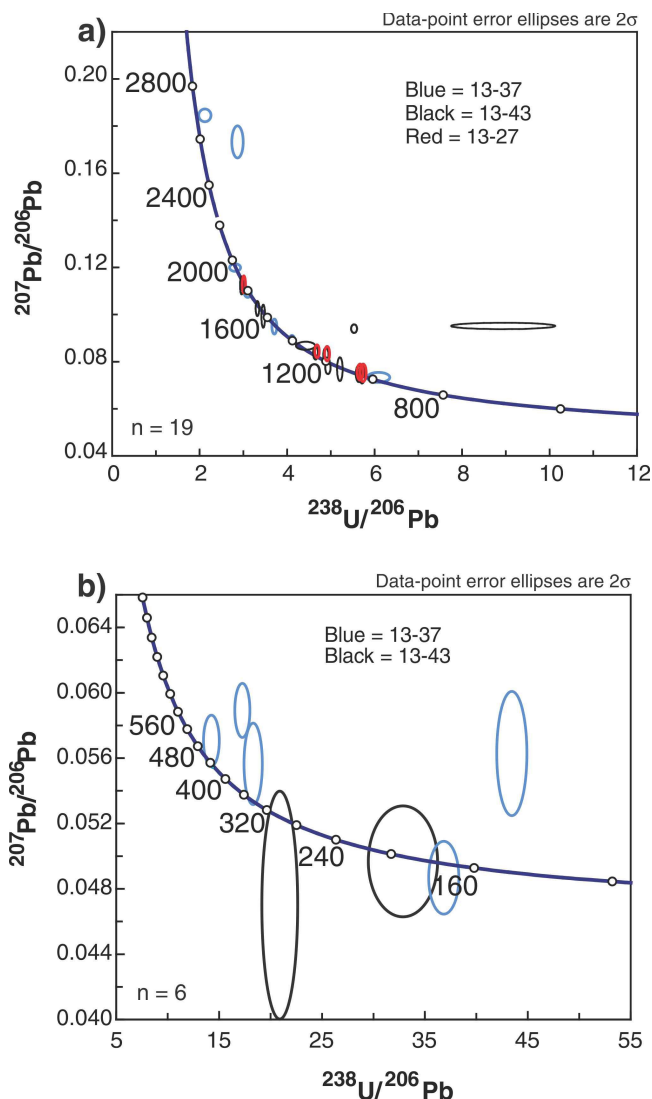 Data-point error ellipses are 2σ
a)
0.20
0.16
0.12
0.08
0.04
2800
2400
2000
1600
1200
800
Blue = 13-37
Black = 13-43
Red = 13-27
n = 19
207Pb/206Pb
0 2 4 6 8 10 12
238U/206Pb
Data-point error ellipses are 2σ
b)
0.064
0.060
0.056
0.052
0.048
0.044
0.040
560
480
400
320
240
160
Blue = 13-37
Black = 13-43
n = 6
207Pb/206Pb
5 15 25 35 45 55
238U/206Pb